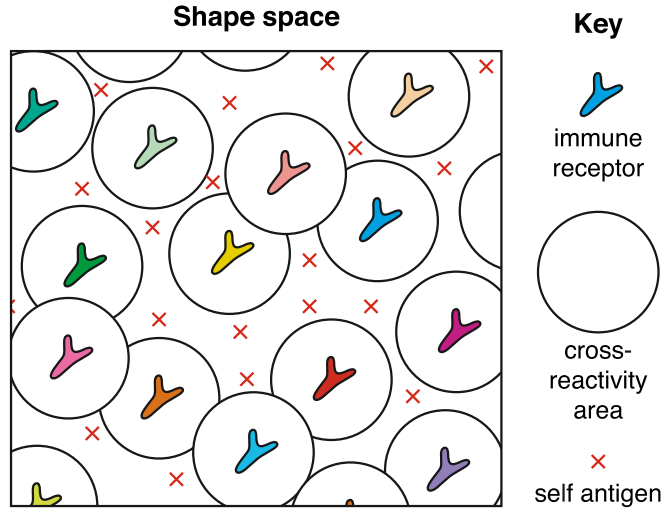 Shape space
Key
immune
receptor
cross-
reactivity
area
self antigen